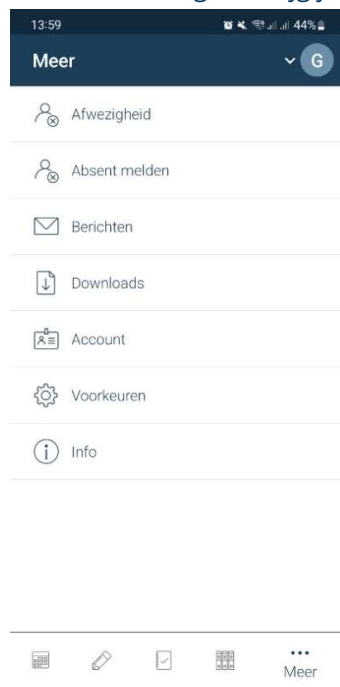 13:59 44%
Meer G
Afwezigheid
Absent melden
Berichten
Downloads
Account
Voorkeuren
Info
Meer